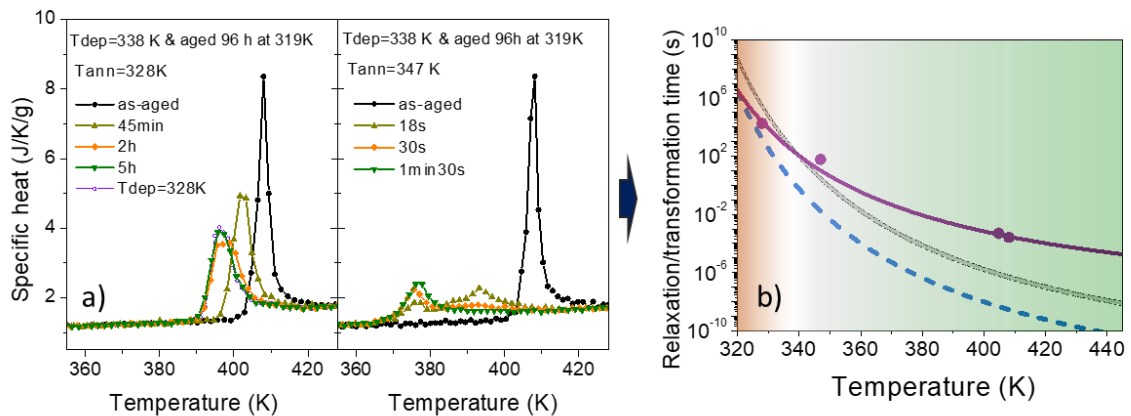 Specific heat (J/K/g)
10
8
6
4
2
Tdep=338 K & aged 96 h at 319K
Tann=328K
as-aged
45min
2h
5h
Tdep=328K
a)
360 380 400 420
Temperature (K)
Tdep=338 K & aged 96h at 319K
Tann=347 K
as-aged
18s
30s
1min30s
360 380 400 420
Temperature (K)
Relaxation/transformation time (s)
10^10
10^6
10^2
10^-2
10^-6
10^-10
b)
320 340 360 380 400 420 440
Temperature (K)